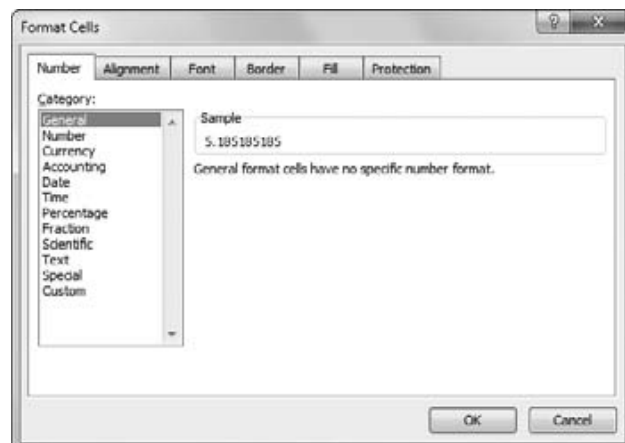 Format Cells
Number Alignment Font Border Fill Protection
Category:
General
Number
Currency
Accounting
Date
Time
Percentage
Fraction
Scientific
Text
Special
Custom
Sample
5.185185185
General format cells have no specific number format.
OK Cancel